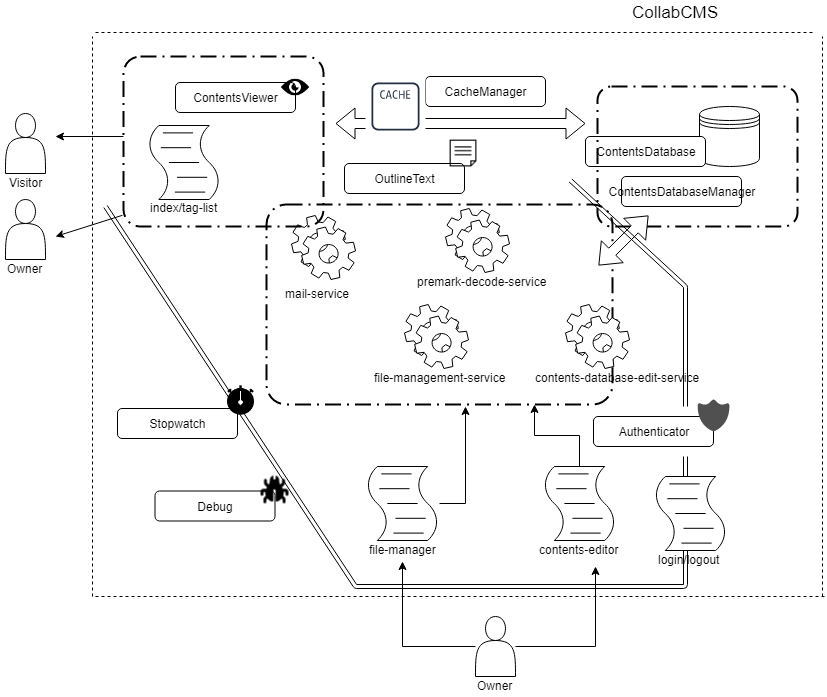 CollabCMS
ContentsViewer
CACHE
CacheManager
ContentsDatabase
Visitor
OutlineText
ContentsDatabaseManager
index/tag-list
Owner
mail-service
premark-decode-service
file-management-service
contents-database-edit-service
Stopwatch
Authenticator
Debug
file-manager
contents-editor
login/logout
Owner